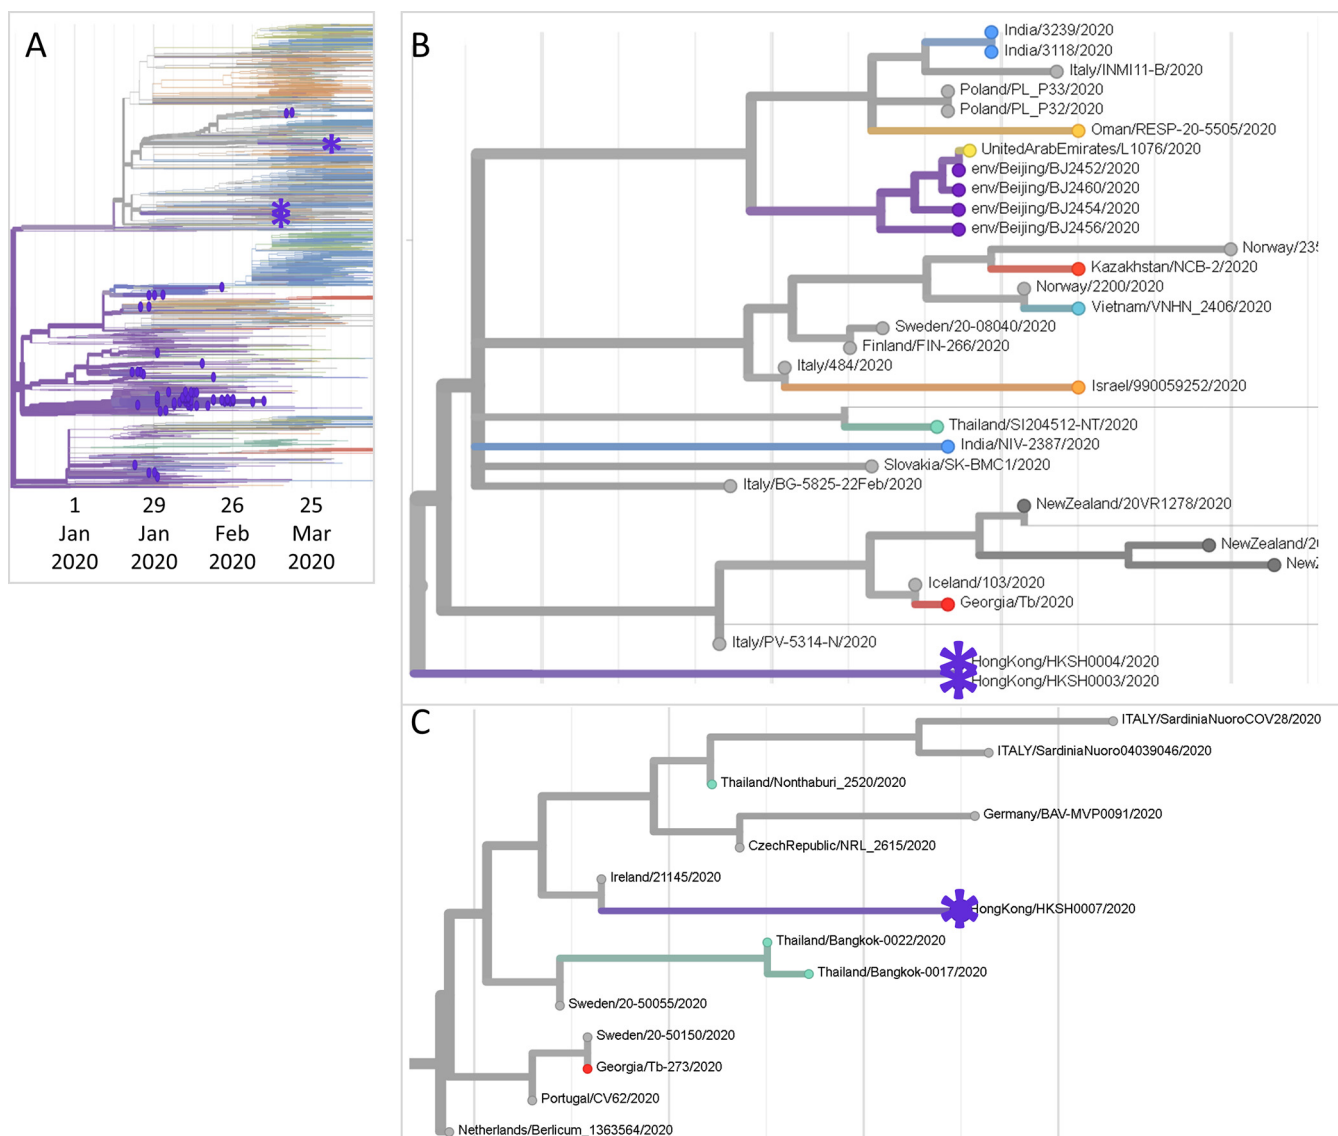 A
1
Jan
2020
29
Jan
2020
26
Feb
2020
25
Mar
2020
B
India/3239/2020
India/3118/2020
Italy/INMI11-B/2020
Poland/PL_P33/2020
Poland/PL_P32/2020
Oman/RESP-20-5505/2020
UnitedArabEmirates/L1076/2020
env/Beijing/BJ2452/2020
env/Beijing/BJ2460/2020
env/Beijing/BJ2454/2020
env/Beijing/BJ2456/2020
Norway/235
Kazakhstan/NCB-2/2020
Norway/2200/2020
Vietnam/VNHN_2406/2020
Sweden/20-08040/2020
Finland/FIN-266/2020
Italy/484/2020
Israel/990059252/2020
Thailand/SI204512-NT/2020
India/NIV-2387/2020
Slovakia/SK-BMC1/2020
Italy/BG-5825-22Feb/2020
NewZealand/20VR1278/2020
NewZealand/20
Iceland/103/2020
Georgia/Tb/2020
Italy/PV-5314-N/2020
HongKong/HKSH0004/2020
HongKong/HKSH0003/2020
C
ITALY/SardiniaNuoroCOV28/2020
ITALY/SardiniaNuoro04039046/2020
Thailand/Nonthaburi_2520/2020
Germany/BAV-MVP0091/2020
CzechRepublic/NRL_2615/2020
Ireland/21145/2020
HongKong/HKSH0007/2020
Thailand/Bangkok-0022/2020
Thailand/Bangkok-0017/2020
Sweden/20-50055/2020
Sweden/20-50150/2020
Georgia/Tb-273/2020
Portugal/CV62/2020
Netherlands/Berlicum_1363564/2020